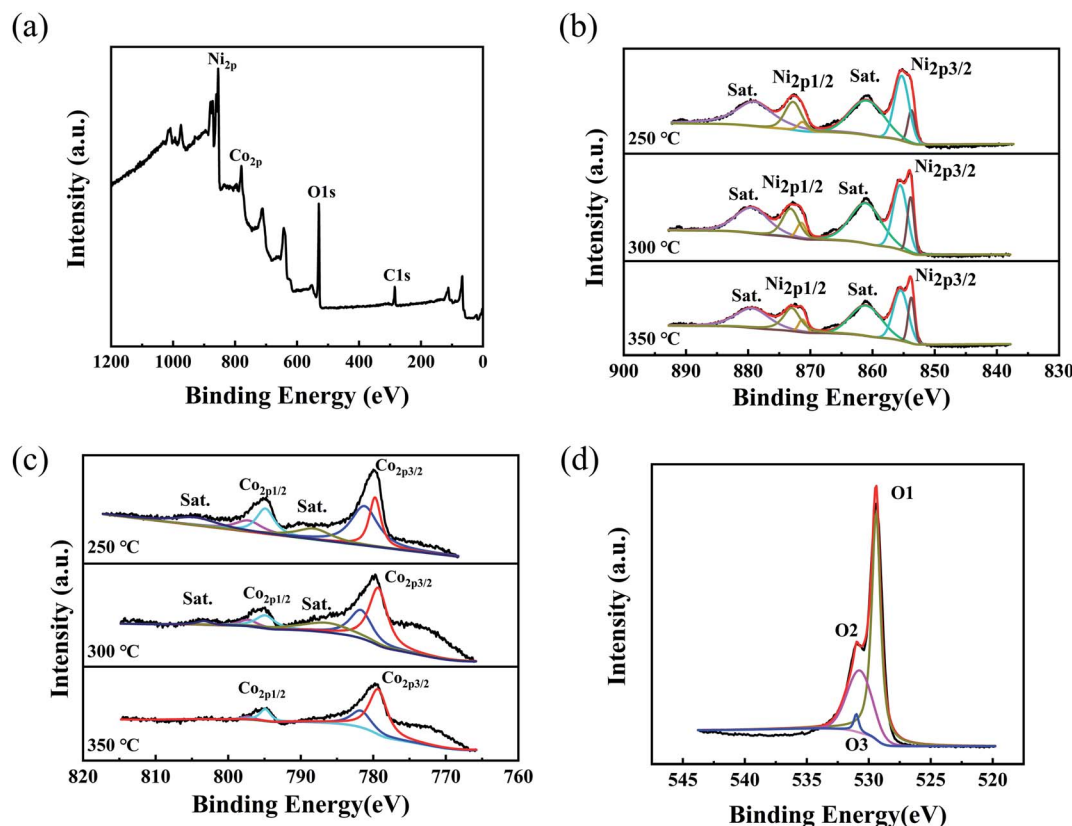 (a)
Ni2p
Co2p
O1s
C1s
Intensity (a.u.)
1200 1000 800 600 400 200 0
Binding Energy (eV)
(b)
Sat. Ni2p1/2 Sat. Ni2p3/2
250 °C
Sat. Ni2p1/2 Sat. Ni2p3/2
300 °C
Sat. Ni2p1/2 Sat. Ni2p3/2
350 °C
Intensity (a.u.)
900 890 880 870 860 850 840 830
Binding Energy(eV)
(c)
Sat. Co2p1/2 Sat. Co2p3/2
250 °C
Sat. Co2p1/2 Sat. Co2p3/2
300 °C
Co2p1/2 Co2p3/2
350 °C
Intensity (a.u.)
820 810 800 790 780 770 760
Binding Energy(eV)
(d)
O1
O2
O3
Intensity (a.u.)
545 540 535 530 525 520
Binding Energy(eV)